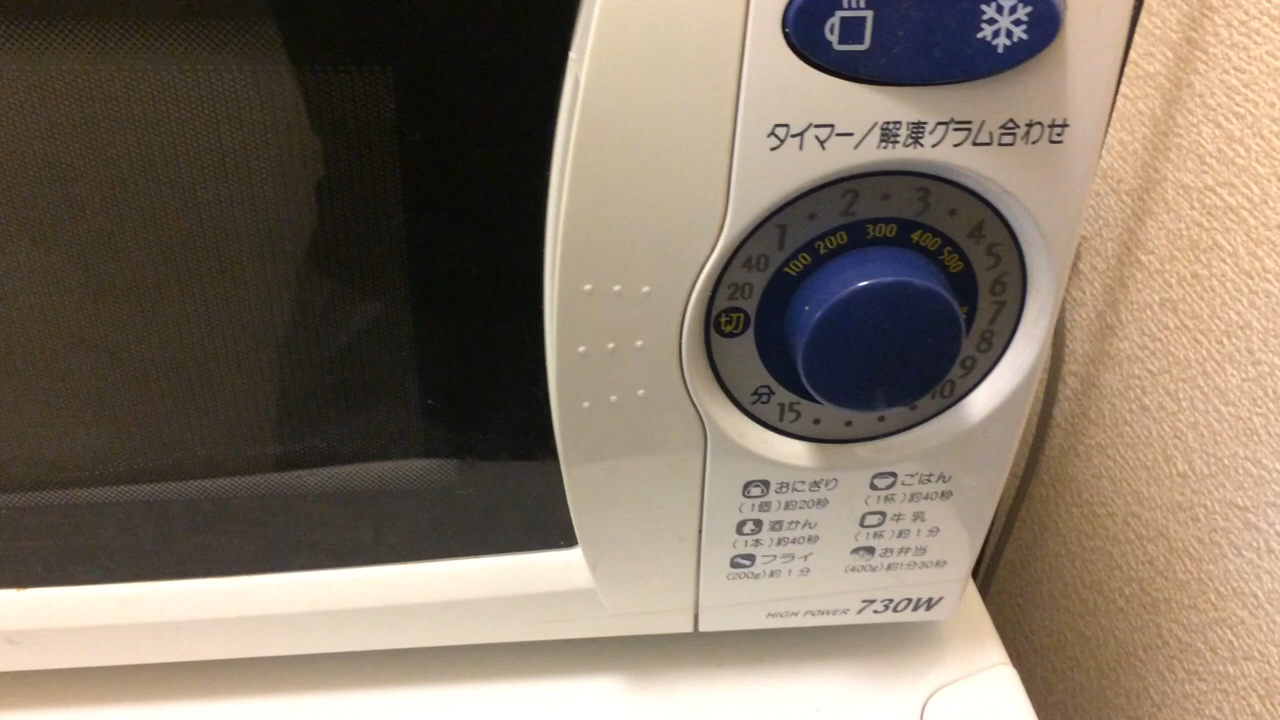 タイマー/解凍グラム合わせ
切 20 40 1 2 3 4 5 6 7 8 9 10 15 分
100 200 300 400 500
おにぎり ごはん
(1個)約20秒 (1杯)約40秒
酒かん 牛乳
(1本)約40秒 (1杯)約1分
フライ お弁当
(200g)約1分 (400g)約1分30秒
HIGH POWER 730W